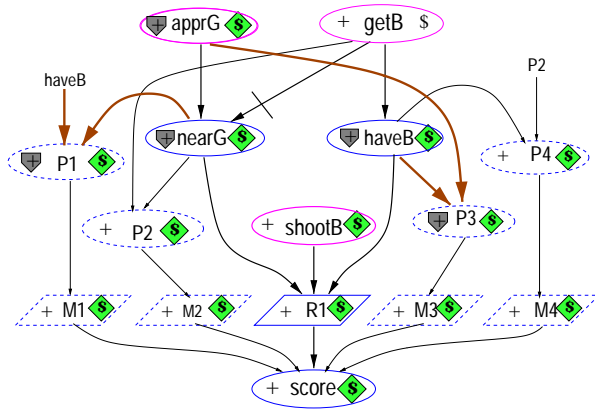 + apprG $
+ getB $
haveB
P2
+ nearG $
+ haveB $
+ P1 $
+ P4 $
+ P2 $
+ shootB $
+ P3 $
+ M1 $
+ M2 $
+ R1 $
+ M3 $
+ M4 $
+ score $